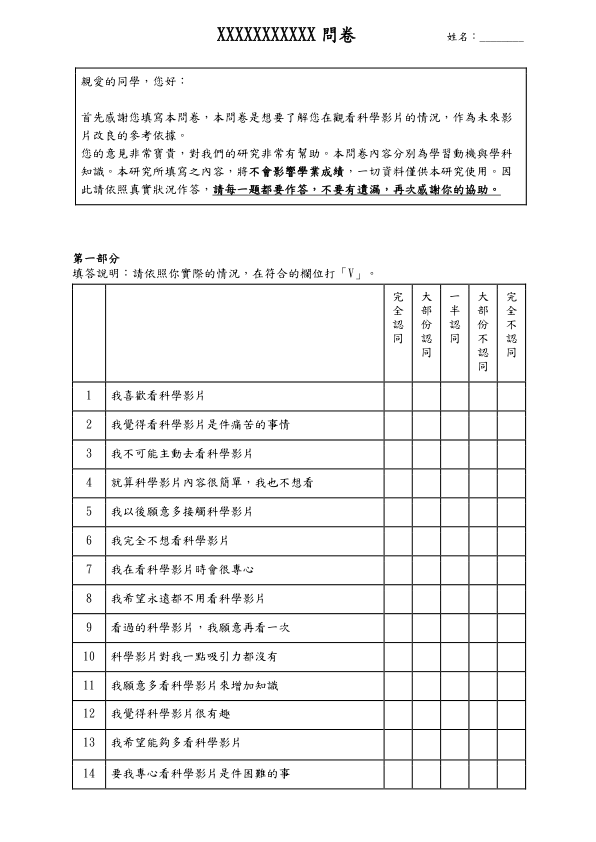 XXXXXXXXXXX 問卷
姓名：_______
親愛的同學，您好：
首先感謝您填寫本問卷，本問卷是想要了解您在觀看科學影片的情況，作為未來影
片改良的參考依據。
您的意見非常寶貴，對我們的研究非常有幫助。本問卷內容分別為學習動機與學科
知識。本研究所填寫之內容，將不會影響學業成績，一切資料僅供本研究使用。因
此請依照真實狀況作答，請每一題都要作答，不要有遺漏，再次感謝你的協助。
第一部分
填答說明：請依照你實際的情況，在符合的欄位打「V」。
完全認同
大部份認同
一半認同
大部份不認同
完全不認同
1 我喜歡看科學影片
2 我覺得看科學影片是件痛苦的事情
3 我不可能主動去看科學影片
4 就算科學影片內容很簡單，我也不想看
5 我以後願意多接觸科學影片
6 我完全不想看科學影片
7 我在看科學影片時會很專心
8 我希望永遠都不用看科學影片
9 看過的科學影片，我願意再看一次
10 科學影片對我一點吸引力都沒有
11 我願意多看科學影片來增加知識
12 我覺得科學影片很有趣
13 我希望能夠多看科學影片
14 要我專心看科學影片是件困難的事